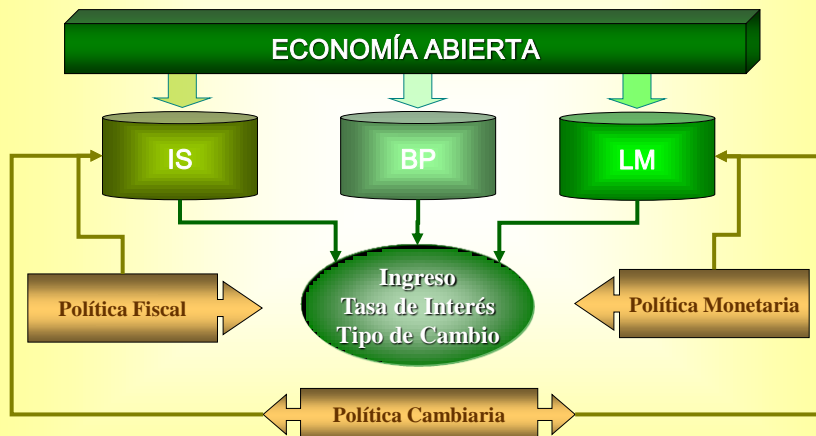 ECONOMÍA ABIERTA
IS
BP
LM
Ingreso
Tasa de Interés
Tipo de Cambio
Política Fiscal
Política Monetaria
Política Cambiaria